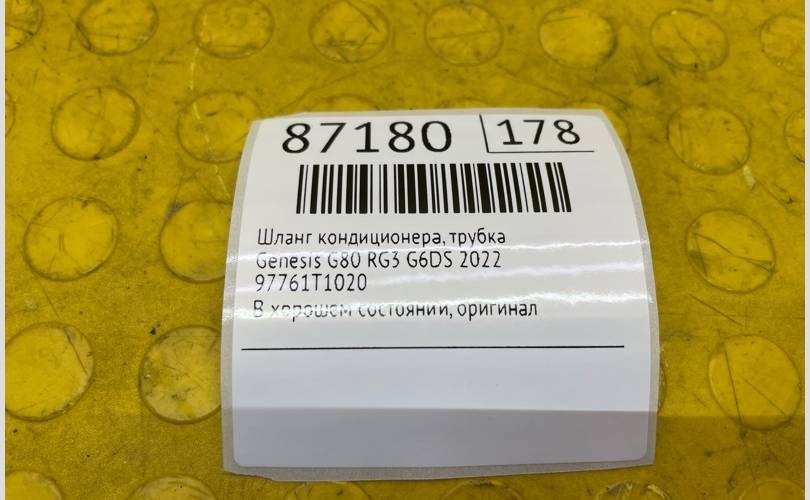 87180 178
Шланг кондиционера, трубка
Genesis G80 RG3 G6DS 2022
97761T1020
В хорошем состоянии, оригинал